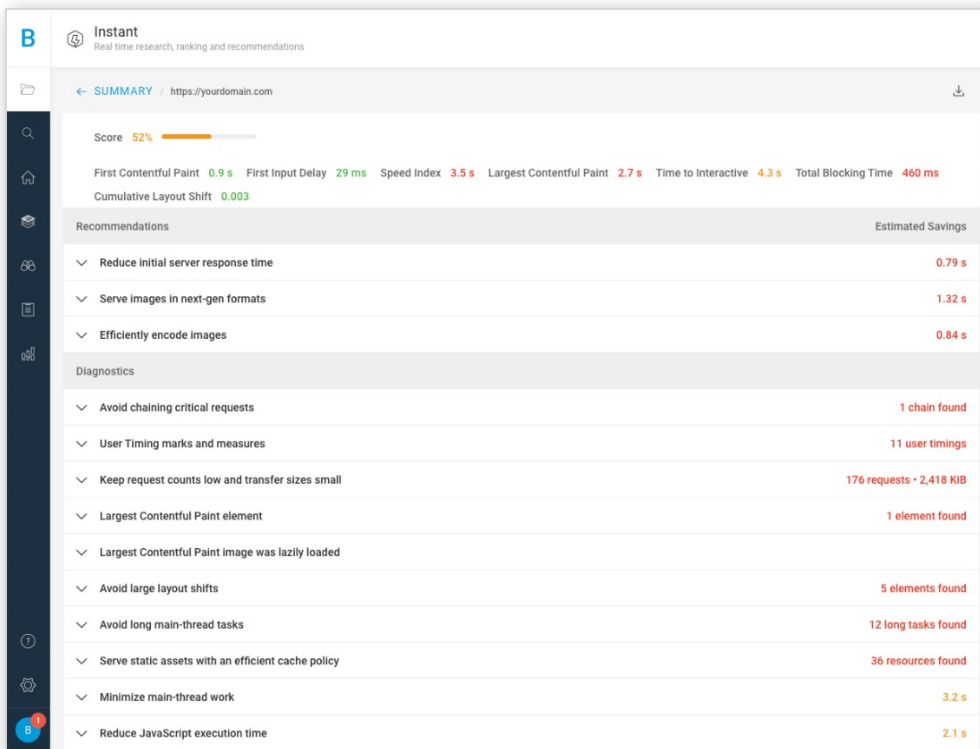 B
Instant
Real time research, ranking and recommendations
← SUMMARY / https://yourdomain.com
Score 52%
First Contentful Paint 0.9 s First Input Delay 29 ms Speed Index 3.5 s Largest Contentful Paint 2.7 s Time to Interactive 4.3 s Total Blocking Time 460 ms
Cumulative Layout Shift 0.003
Recommendations Estimated Savings
Reduce initial server response time 0.79 s
Serve images in next-gen formats 1.32 s
Efficiently encode images 0.84 s
Diagnostics
Avoid chaining critical requests 1 chain found
User Timing marks and measures 11 user timings
Keep request counts low and transfer sizes small 176 requests • 2,418 KiB
Largest Contentful Paint element 1 element found
Largest Contentful Paint image was lazily loaded
Avoid large layout shifts 5 elements found
Avoid long main-thread tasks 12 long tasks found
Serve static assets with an efficient cache policy 36 resources found
Minimize main-thread work 3.2 s
Reduce JavaScript execution time 2.1 s
B 1